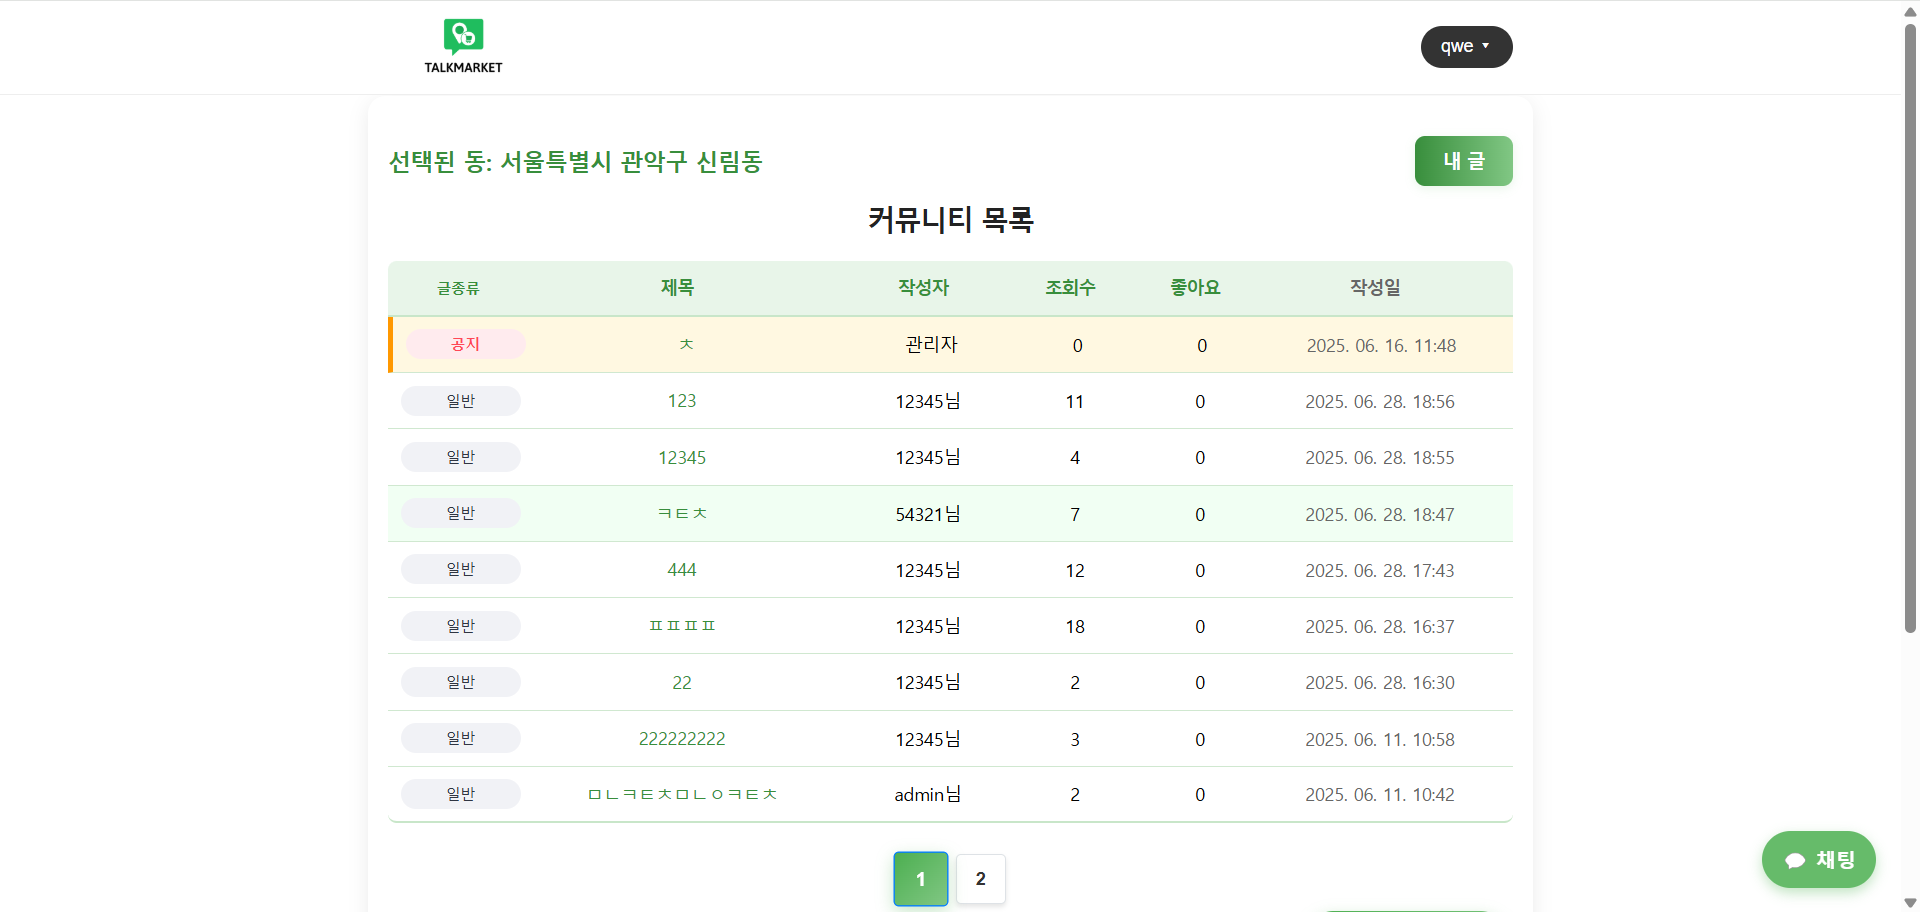 TALKMARKET
qwe
선택된 동: 서울특별시 관악구 신림동
내 글
커뮤니티 목록
글종류 제목 작성자 조회수 좋아요 작성일
공지 ㅊ 관리자 0 0 2025. 06. 16. 11:48
일반 123 12345님 11 0 2025. 06. 28. 18:56
일반 12345 12345님 4 0 2025. 06. 28. 18:55
일반 ㅋㅌㅊ 54321님 7 0 2025. 06. 28. 18:47
일반 444 12345님 12 0 2025. 06. 28. 17:43
일반 ㅍㅍㅍㅍ 12345님 18 0 2025. 06. 28. 16:37
일반 22 12345님 2 0 2025. 06. 28. 16:30
일반 222222222 12345님 3 0 2025. 06. 11. 10:58
일반 ㅁㄴㅋㅌㅊㅁㄴㅇㅋㅌㅊ admin님 2 0 2025. 06. 11. 10:42
1 2
채팅